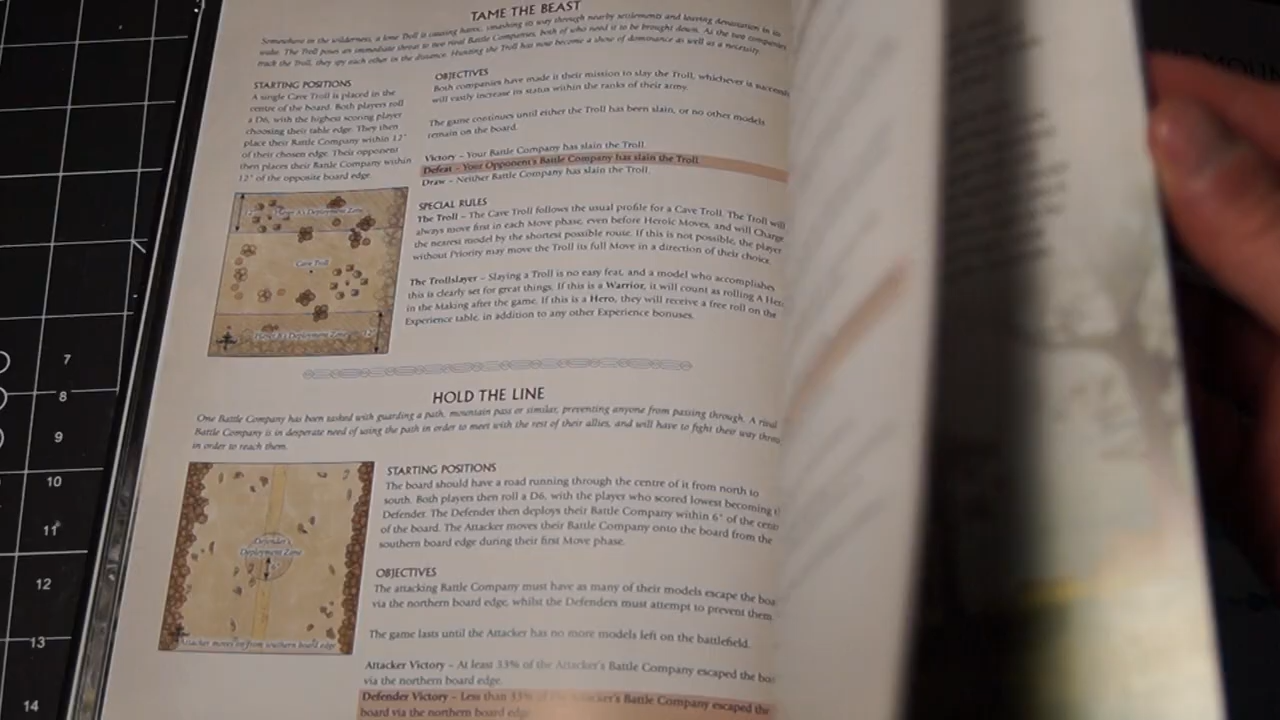 TAME THE BEAST
Somewhere in the wilderness, a lone Troll is causing havoc, smashing its way through nearby settlements and leaving devastation in its
wake. The Troll poses an immediate threat to two rival Battle Companies, both of who need it to be brought down. As the two companies
track the Troll, they spy each other in the distance. Hunting the Troll has now become a show of dominance as well as a necessity.
STARTING POSITIONS
A single Cave Troll is placed in the
centre of the board. Both players roll
a D6, with the highest scoring player
choosing their table edge. They then
place their Battle Company within 12"
of their chosen edge. Their opponent
then places their Battle Company within
12" of the opposite board edge.
Deployment Zone
Cave Troll
Deployment Zone
12"
OBJECTIVES
Both companies have made it their mission to slay the Troll, whichever is
will vastly increase its status within the ranks of their army.
The game continues until either the Troll has been slain, or no other models
remain on the board.
Victory – Your Battle Company has slain the Troll.
Defeat – Your Opponent's Battle Company has slain the Troll.
Draw – Neither Battle Company has slain the Troll.
SPECIAL RULES
The Troll – The Cave Troll follows the usual profile for a Cave Troll. The Troll will
always move first in each Move phase, even before Heroic Moves, and will Charge
the nearest model by the shortest possible route. If this is not possible, the player
without Priority may move the Troll its full Move in a direction of their choice.
The Trollslayer – Slaying a Troll is no easy feat, and a model who accomplishes
this is clearly set for great things. If this is a Warrior, it will count as rolling A
in the Making after the game. If this is a Hero, they will receive a free roll on the
Experience table, in addition to any other Experience bonuses.
HOLD THE LINE
One Battle Company has been tasked with guarding a path, mountain pass or similar, preventing anyone from passing through. A rival
Battle Company is in desperate need of using the path in order to meet with the rest of their allies, and will have to fight their way
in order to reach them.
Defender's
Deployment Zone
6"
Attacker moves on from southern board edge
STARTING POSITIONS
The board should have a road running through the centre of it from north to
south. Both players then roll a D6, with the player who scored lowest becoming
Defender. The Defender then deploys their Battle Company within 6" of the
of the board. The Attacker moves their Battle Company onto the board from the
southern board edge during their first Move phase.
OBJECTIVES
The attacking Battle Company must have as many of their models escape the
via the northern board edge, whilst the Defenders must attempt to prevent them.
The game lasts until the Attacker has no more models left on the battlefield.
Attacker Victory – At least 33% of the Attacker's Battle Company escaped the
via the northern board edge.
Defender Victory – Less than 33% of the Attacker's Battle Company escaped the
board via the northern board edge
7
8
9
10
11
12
13
14